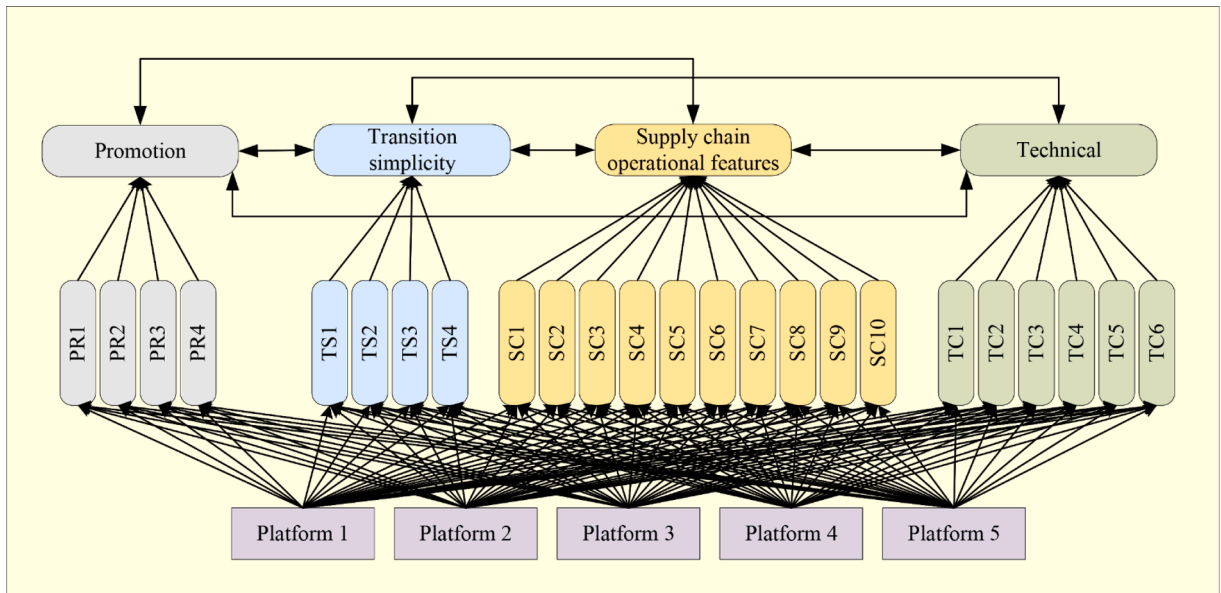 Promotion
Transition
simplicity
Supply chain
operational features
Technical
PR1
PR2
PR3
PR4
TS1
TS2
TS3
TS4
SC1
SC2
SC3
SC4
SC5
SC6
SC7
SC8
SC9
SC10
TC1
TC2
TC3
TC4
TC5
TC6
Platform 1
Platform 2
Platform 3
Platform 4
Platform 5